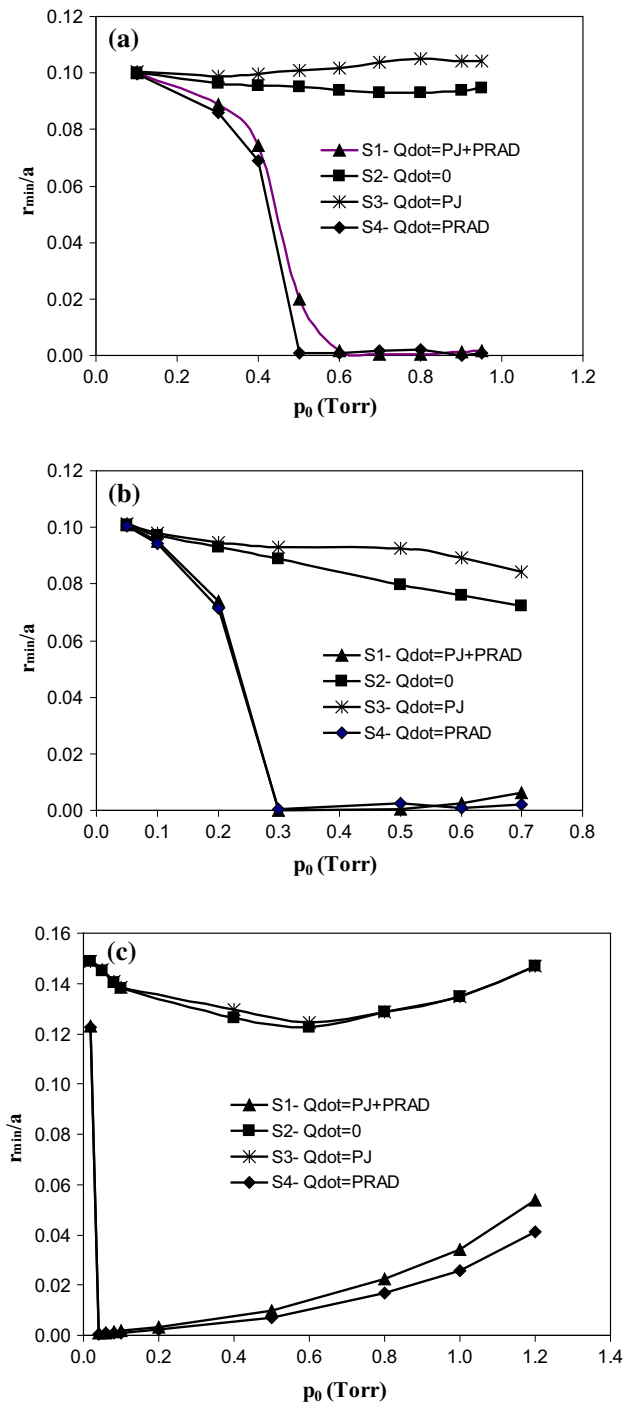 0.12
(a)
0.10
0.08
0.06
0.04
0.02
0.00
rmin/a
S1- Qdot=PJ+PRAD
S2- Qdot=0
S3- Qdot=PJ
S4- Qdot=PRAD
0.0 0.2 0.4 0.6 0.8 1.0 1.2
p0 (Torr)
0.12
(b)
0.10
0.08
0.06
0.04
0.02
0.00
rmin/a
S1- Qdot=PJ+PRAD
S2- Qdot=0
S3- Qdot=PJ
S4- Qdot=PRAD
0.0 0.1 0.2 0.3 0.4 0.5 0.6 0.7 0.8
p0 (Torr)
0.16
(c)
0.14
0.12
0.10
0.08
0.06
0.04
0.02
0.00
rmin/a
S1- Qdot=PJ+PRAD
S2- Qdot=0
S3- Qdot=PJ
S4- Qdot=PRAD
0.0 0.2 0.4 0.6 0.8 1.0 1.2 1.4
p0 (Torr)